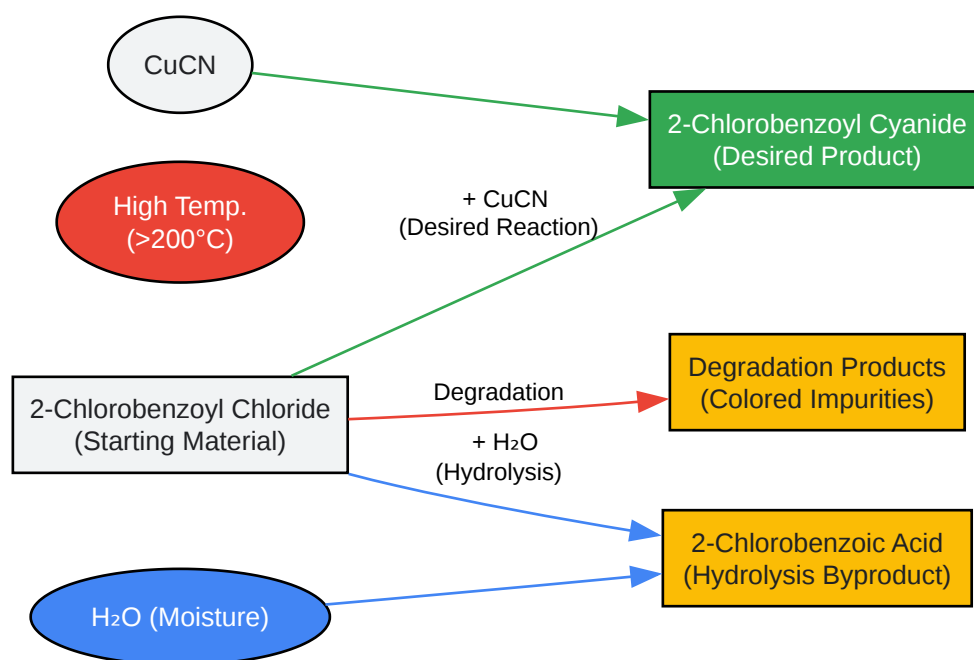 CuCN
2-Chlorobenzoyl Cyanide
(Desired Product)
High Temp.
(>200°C)
+ CuCN
(Desired Reaction)
2-Chlorobenzoyl Chloride
(Starting Material)
Degradation
Degradation Products
(Colored Impurities)
+ H₂O
(Hydrolysis)
2-Chlorobenzoic Acid
(Hydrolysis Byproduct)
H₂O (Moisture)